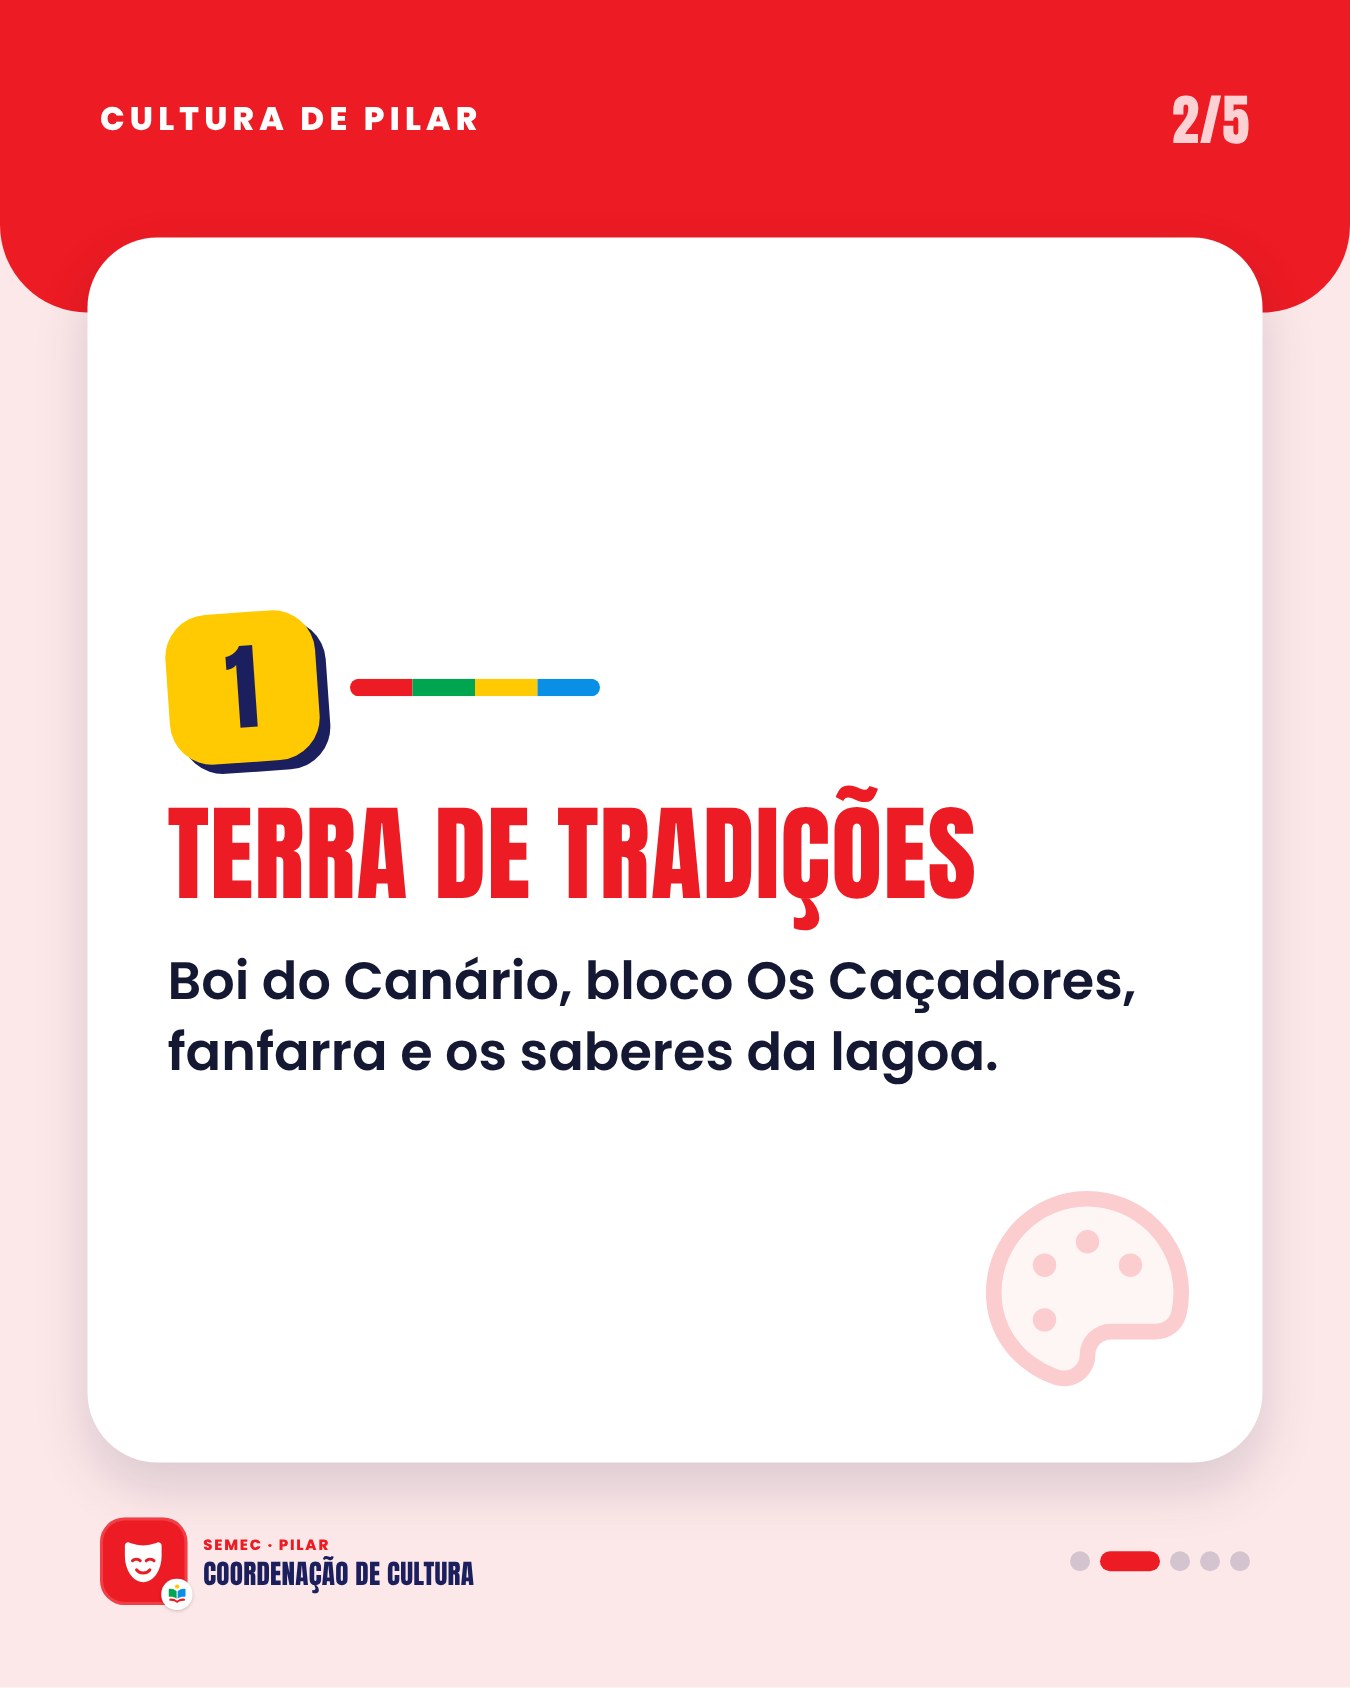 CULTURA DE PILAR
2/5
1
TERRA DE TRADIÇÕES
Boi do Canário, bloco Os Caçadores,
fanfarra e os saberes da lagoa.
SEMEC · PILAR
COORDENAÇÃO DE CULTURA